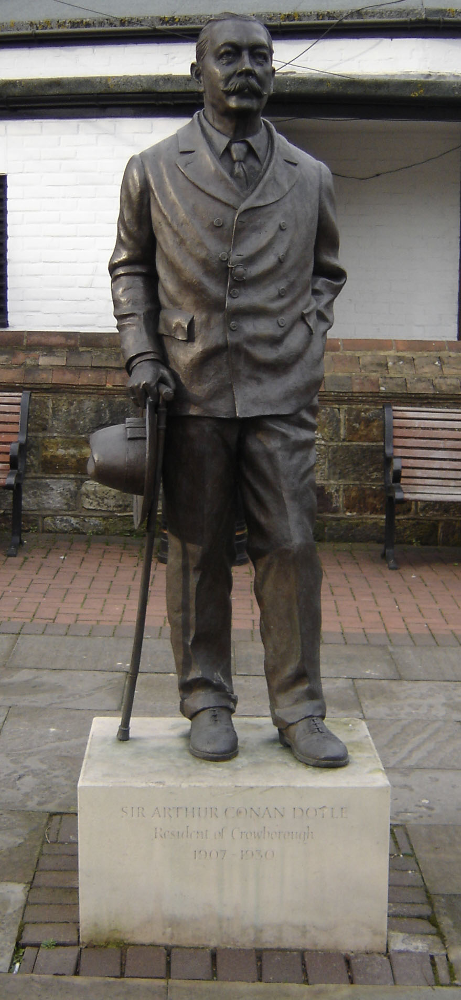 SIR ARTHUR CONAN DOYLE
Resident of Crowborough
1907 - 1930